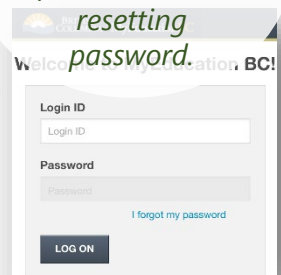 resetting
password.
Welcome to MyEducation BC!
Login ID
Login ID
Password
Password
I forgot my password
LOG ON